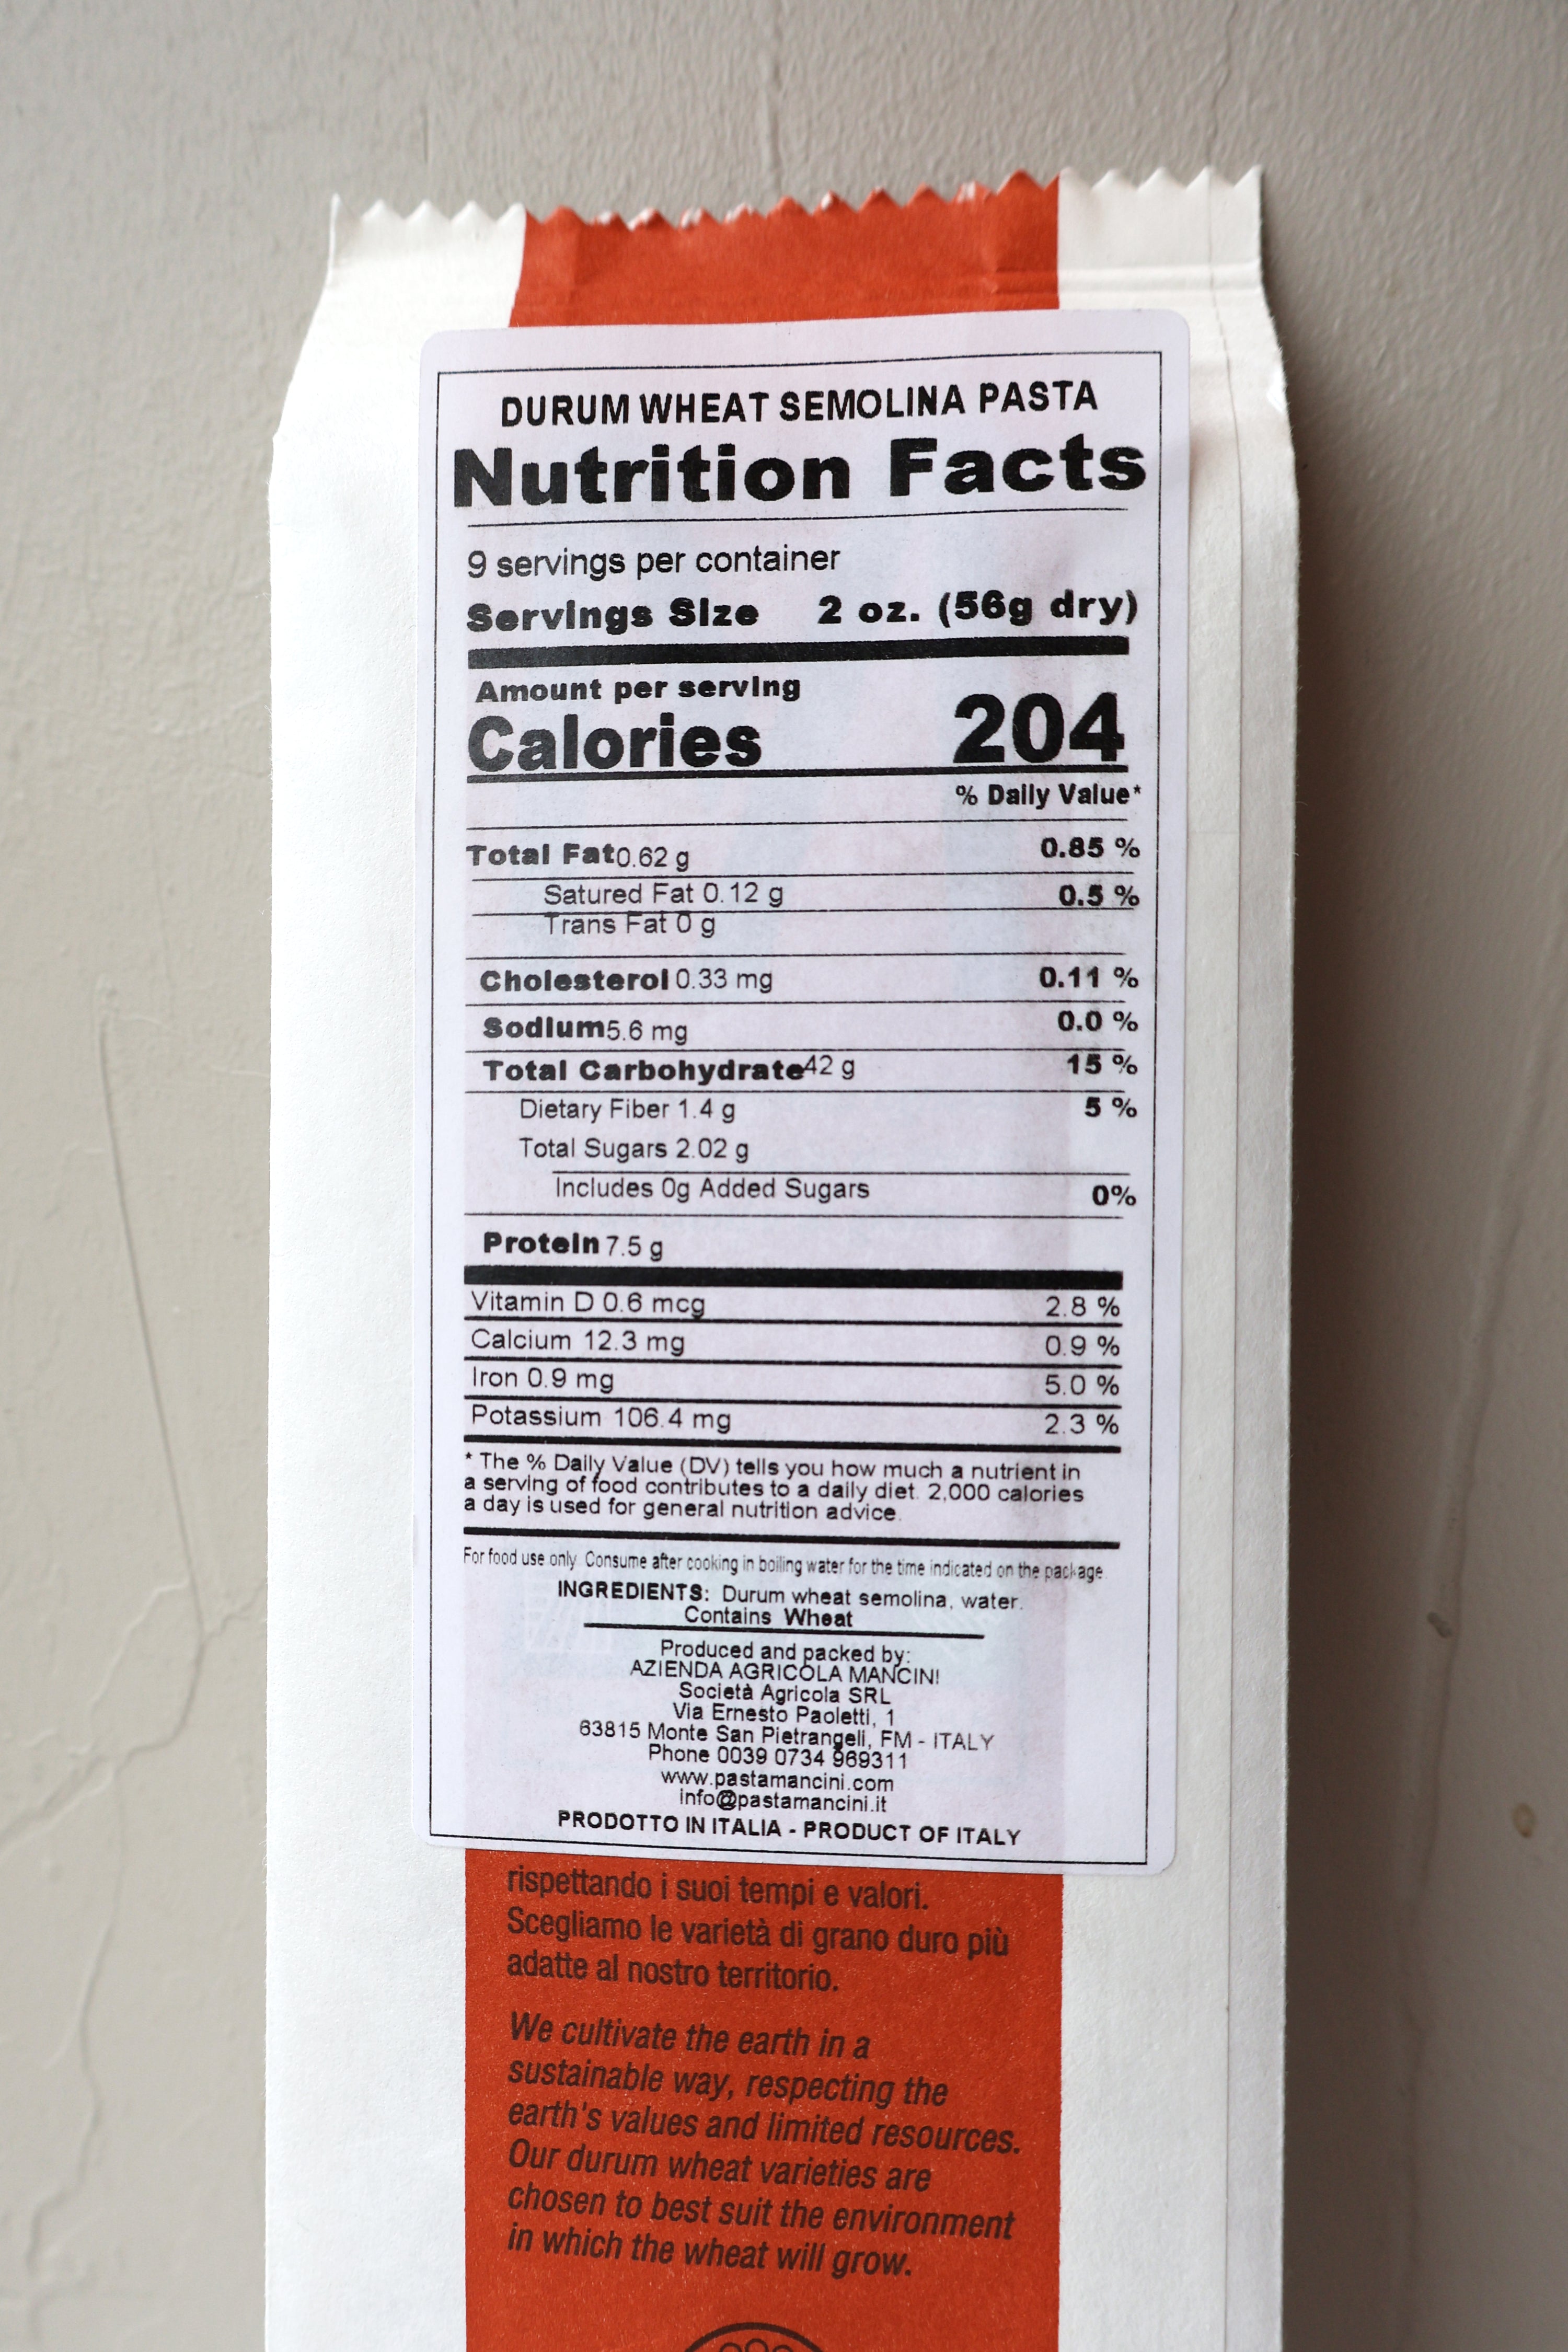 DURUM WHEAT SEMOLINA PASTA
Nutrition Facts
9 servings per container
Servings Size 2 oz. (56g dry)
Amount per serving
Calories 204
% Daily Value*
Total Fat 0.62 g 0.85 %
Satured Fat 0.12 g 0.5 %
Trans Fat 0 g
Cholesterol 0.33 mg 0.11 %
Sodium 5.6 mg 0.0 %
Total Carbohydrate 42 g 15 %
Dietary Fiber 1.4 g 5 %
Total Sugars 2.02 g
Includes 0g Added Sugars 0%
Protein 7.5 g
Vitamin D 0.6 mcg 2.8 %
Calcium 12.3 mg 0.9 %
Iron 0.9 mg 5.0 %
Potassium 106.4 mg 2.3 %
* The % Daily Value (DV) tells you how much a nutrient in
a serving of food contributes to a daily diet. 2,000 calories
a day is used for general nutrition advice.
For food use only. Consume after cooking in boiling water for the time indicated on the package.
INGREDIENTS: Durum wheat semolina, water.
Contains Wheat
Produced and packed by:
AZIENDA AGRICOLA MANCINI
Società Agricola SRL
Via Ernesto Paoletti, 1
63815 Monte San Pietrangeli, FM - ITALY
Phone 0039 0734 969311
www.pastamancini.com
info@pastamancini.it
PRODOTTO IN ITALIA - PRODUCT OF ITALY
rispettando i suoi tempi e valori.
Scegliamo le varietà di grano duro più
adatte al nostro territorio.
We cultivate the earth in a
sustainable way, respecting the
earth's values and limited resources.
Our durum wheat varieties are
chosen to best suit the environment
in which the wheat will grow.